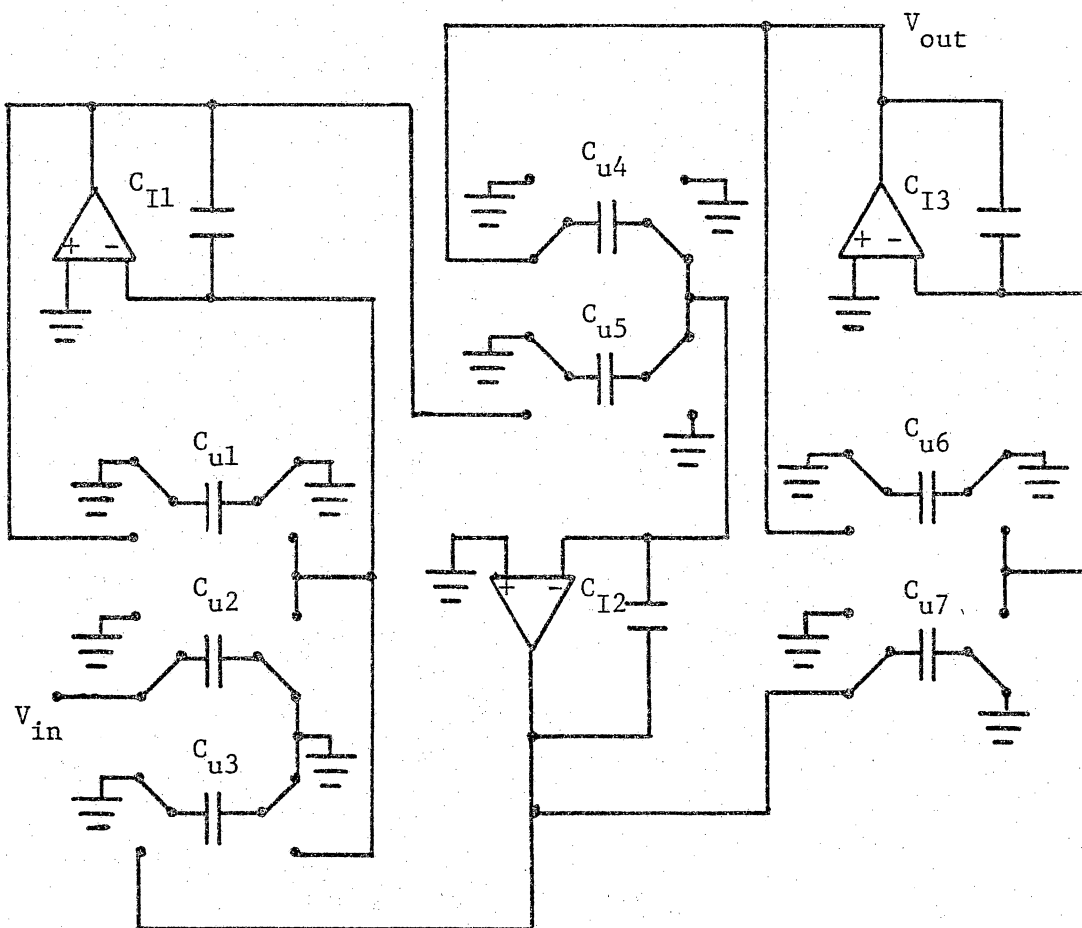 V_out
C_I1
C_u4
C_I3
+ -
+ -
C_u5
C_u1
C_u6
+ -
C_I2
C_u2
C_u7
V_in
C_u3